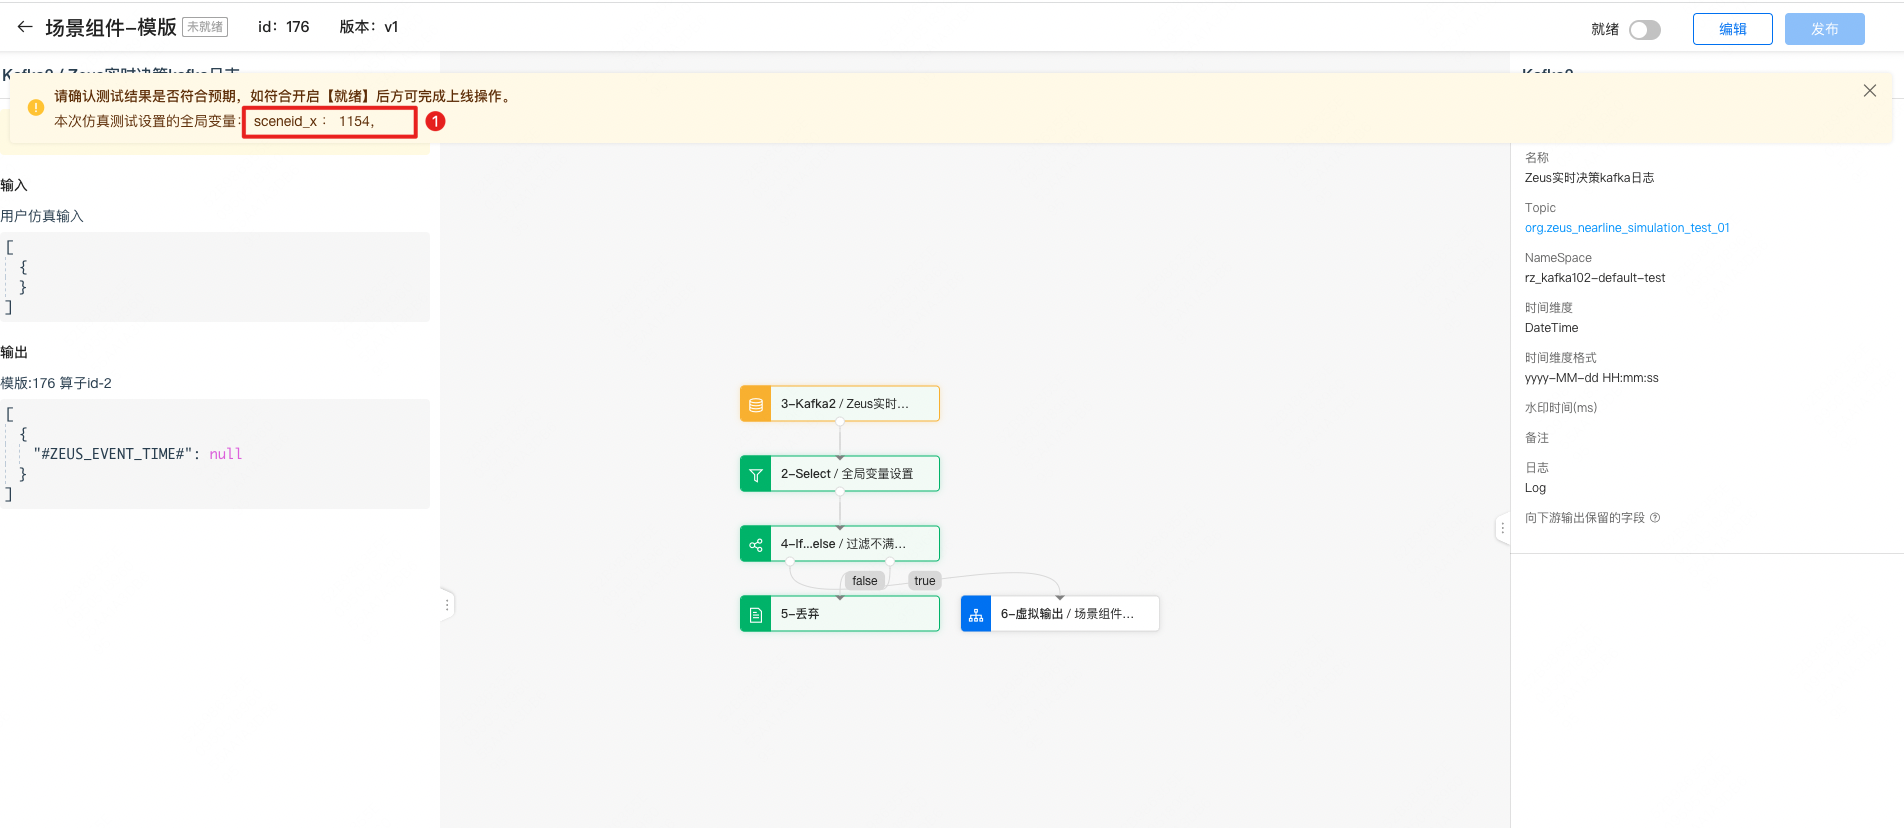 场景组件-模版 未就绪 id: 176 版本: v1
就绪 编辑 发布
请确认测试结果是否符合预期，如符合开启【就绪】后方可完成上线操作。
本次仿真测试设置的全局变量: sceneid_x： 1154,
1
输入
用户仿真输入
[
{
}
]
输出
模版:176 算子id-2
[
{
"#ZEUS_EVENT_TIME#": null
}
]
3-Kafka2 / Zeus实时...
2-Select / 全局变量设置
4-If...else / 过滤不满...
false true
5-丢弃
6-虚拟输出 / 场景组件...
名称
Zeus实时决策kafka日志
Topic
org.zeus_nearline_simulation_test_01
NameSpace
rz_kafka102-default-test
时间维度
DateTime
时间维度格式
yyyy-MM-dd HH:mm:ss
水印时间(ms)
备注
日志
Log
向下游输出保留的字段